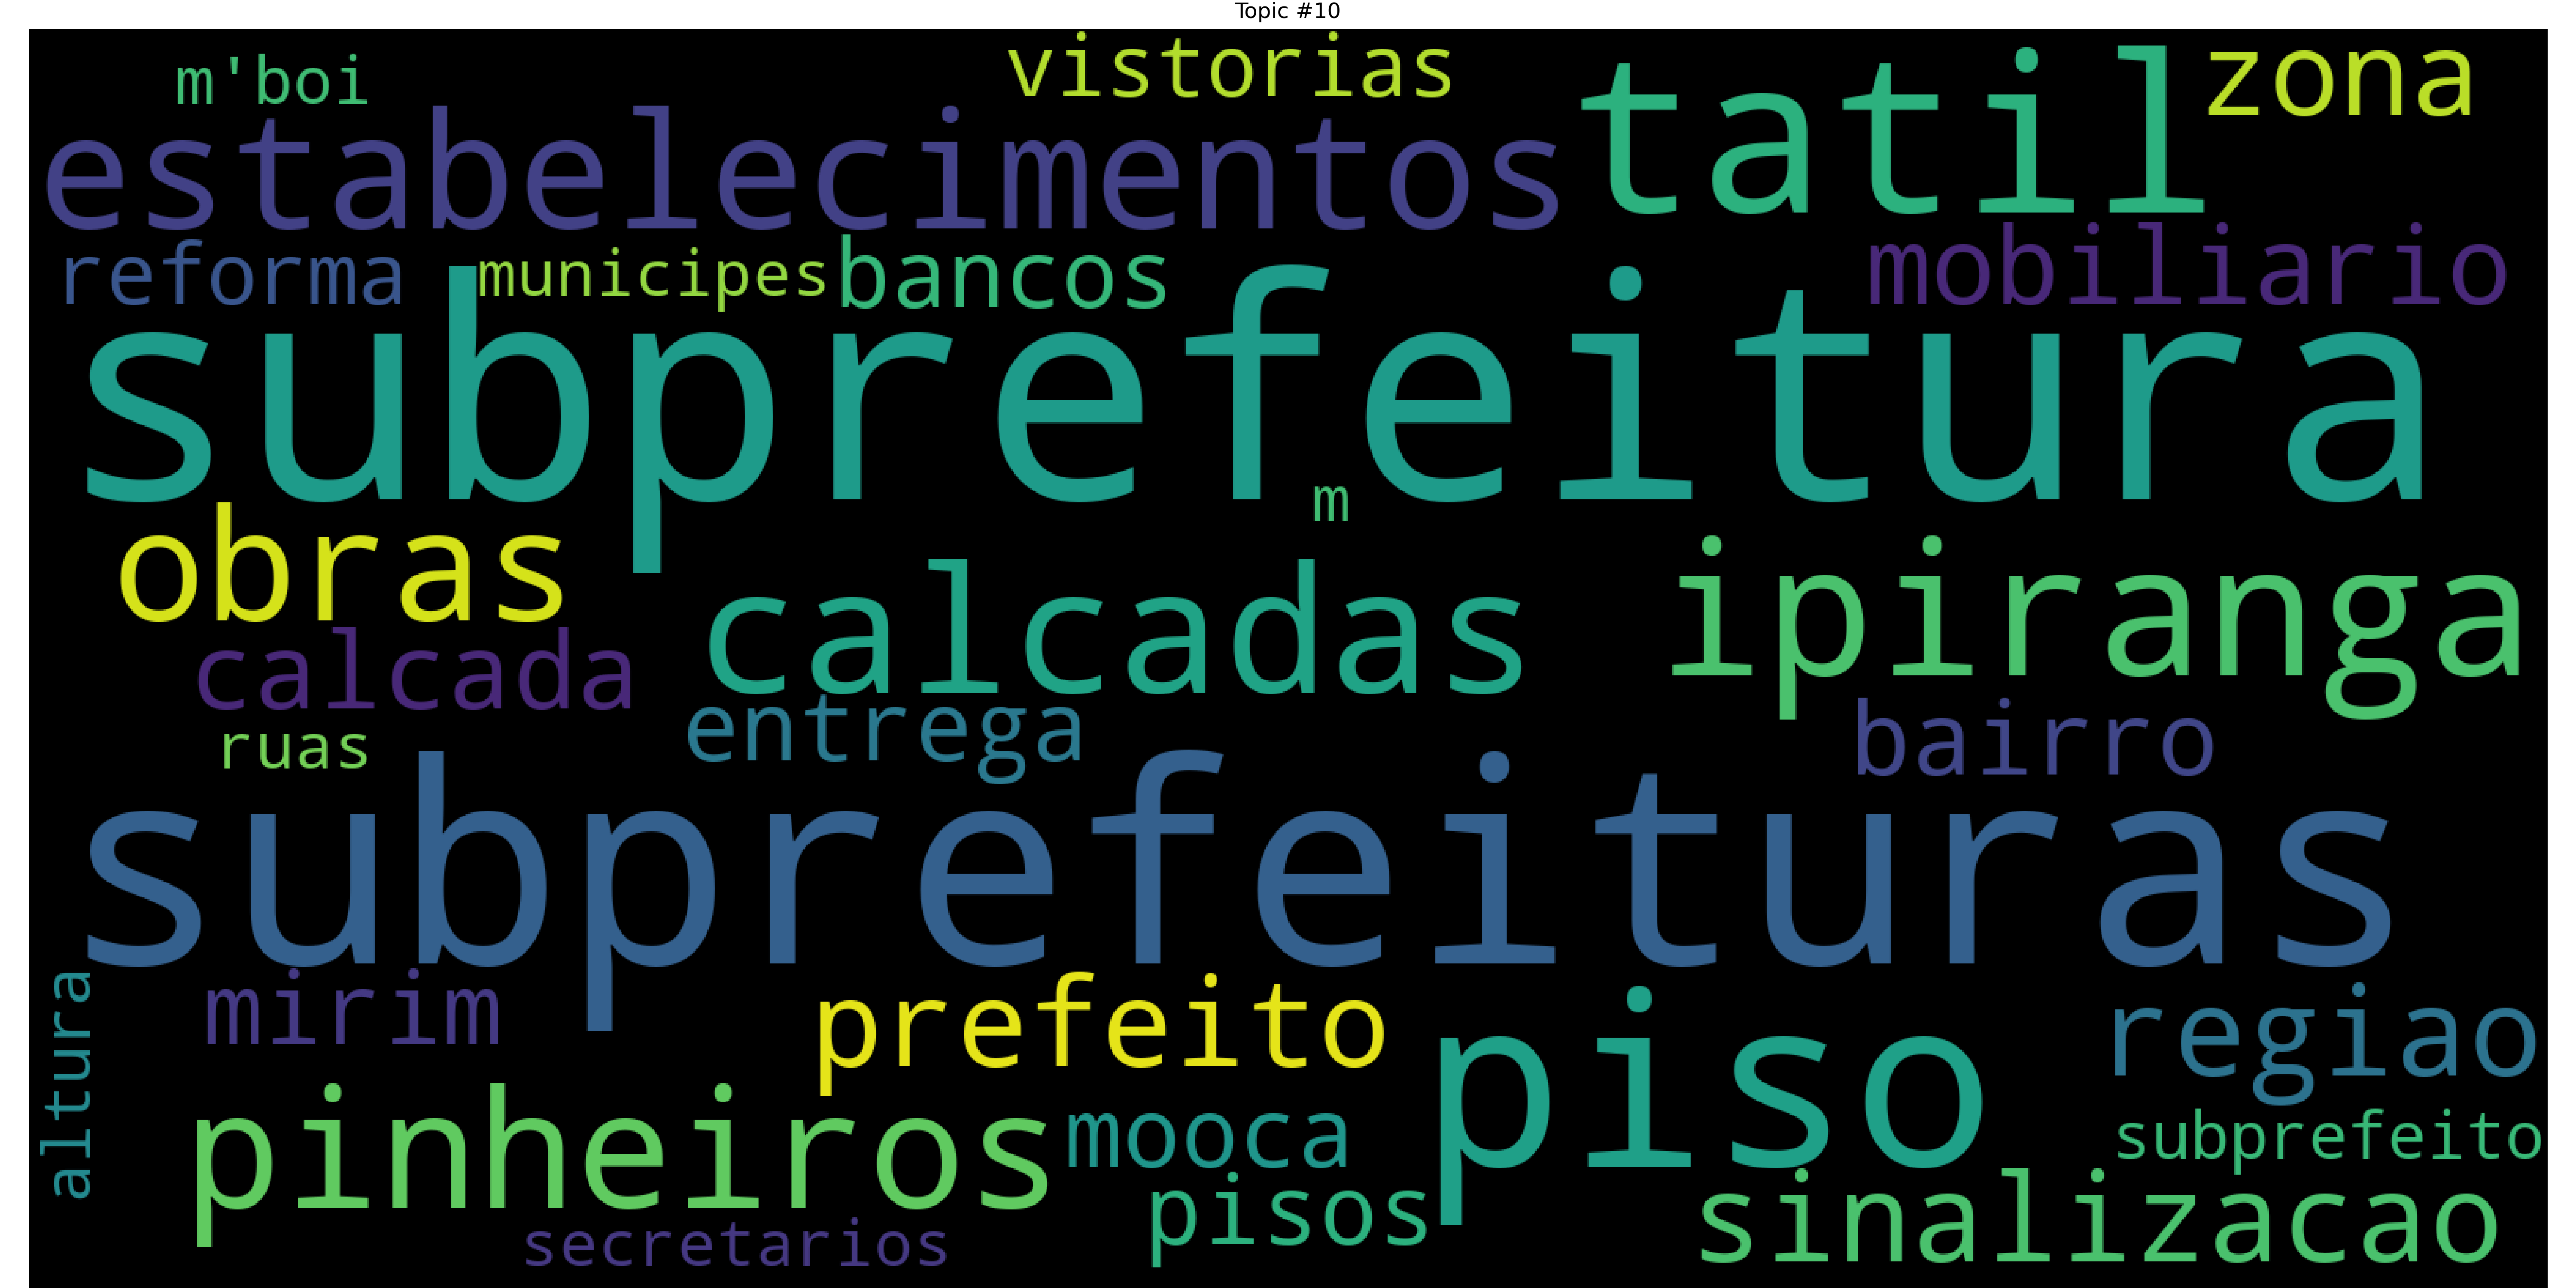 Topic #10
m'boi
vistorias
tatil
zona
estabelecimentos
reforma
municipes
bancos
mobiliario
subprefeitura
m
obras
calcadas
ipiranga
calcada
entrega
bairro
ruas
subprefeituras
altura
mirim
prefeito
piso
regiao
pinheiros
mooca
subprefeito
pisos
sinalizacao
secretarios